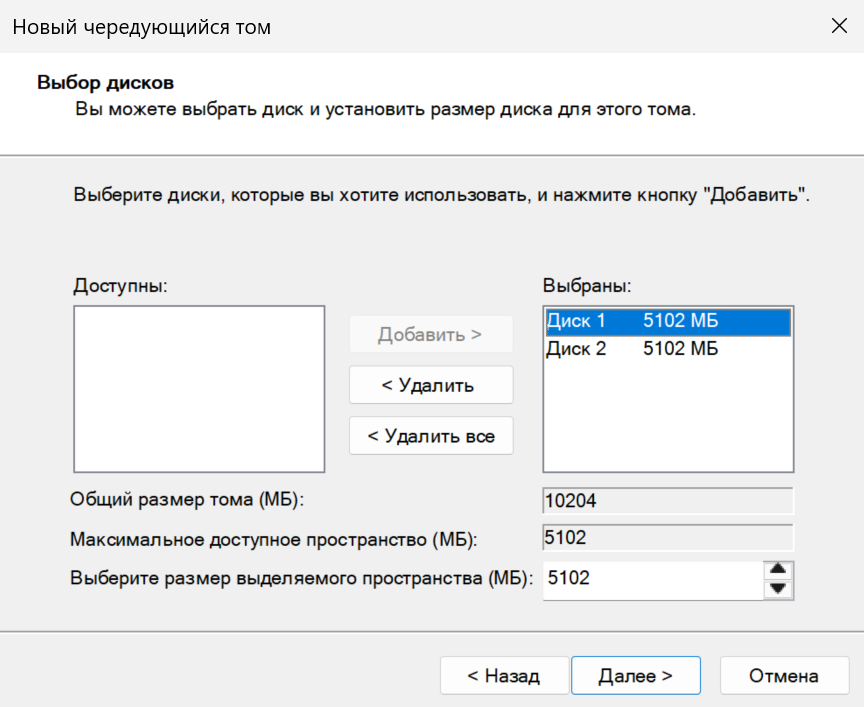 Новый чередующийся том
Выбор дисков
Вы можете выбрать диск и установить размер диска для этого тома.
Выберите диски, которые вы хотите использовать, и нажмите кнопку "Добавить".
Доступны:
Выбраны:
Добавить >
< Удалить
< Удалить все
Диск 1 5102 МБ
Диск 2 5102 МБ
Общий размер тома (МБ): 10204
Максимальное доступное пространство (МБ): 5102
Выберите размер выделяемого пространства (МБ): 5102
< Назад Далее > Отмена